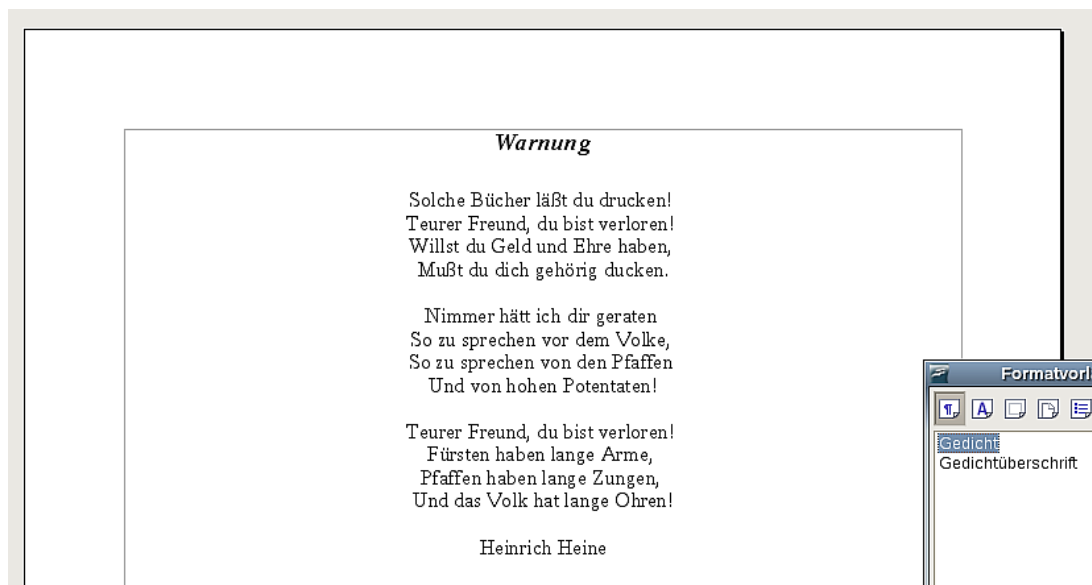 Warnung
Solche Bücher läßt du drucken!
Teurer Freund, du bist verloren!
Willst du Geld und Ehre haben,
Mußt du dich gehörig ducken.
Nimmer hätt ich dir geraten
So zu sprechen vor dem Volke,
So zu sprechen von den Pfaffen
Und von hohen Potentaten!
Teurer Freund, du bist verloren!
Fürsten haben lange Arme,
Pfaffen haben lange Zungen,
Und das Volk hat lange Ohren!
Heinrich Heine
Formatvorl
Gedicht
Gedichtüberschrift